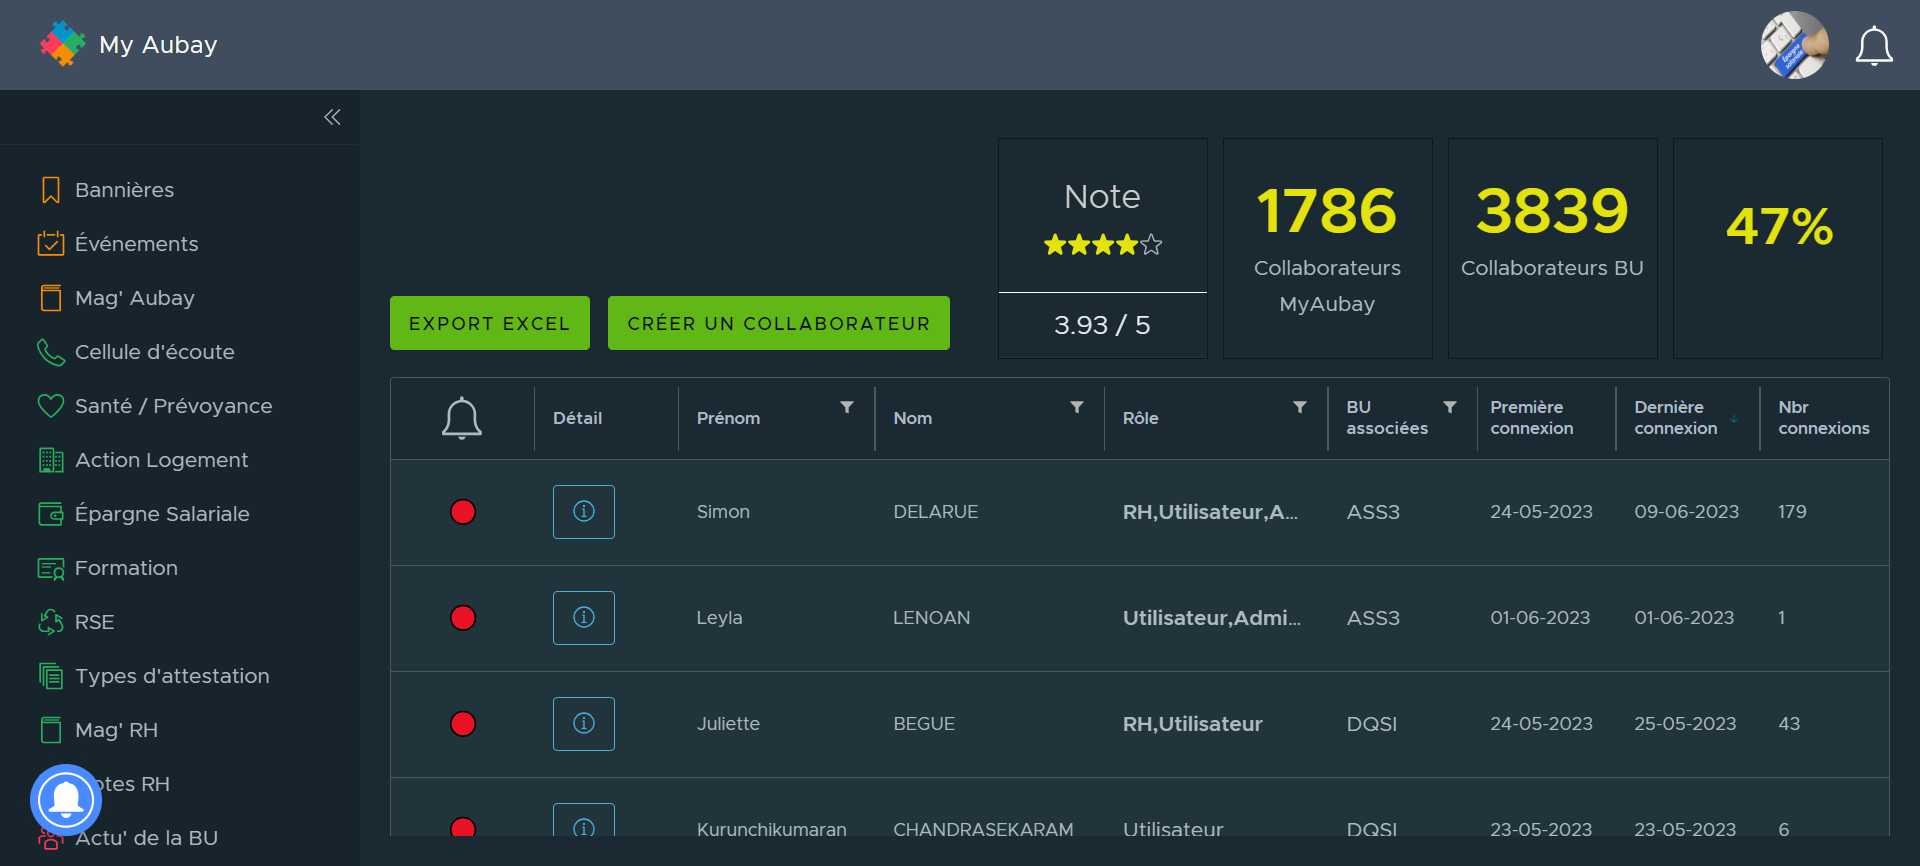 My Aubay
Bannières
Événements
Mag' Aubay
Cellule d'écoute
Santé / Prévoyance
Action Logement
Épargne Salariale
Formation
RSE
Types d'attestation
Mag' RH
otes RH
Actu' de la BU
EXPORT EXCEL
CRÉER UN COLLABORATEUR
Note
3.93 / 5
1786
Collaborateurs
MyAubay
3839
Collaborateurs BU
47%
Détail
Prénom
Nom
Rôle
BU
associées
Première
connexion
Dernière
connexion
Nbr
connexions
Simon DELARUE RH,Utilisateur,A... ASS3 24-05-2023 09-06-2023 179
Leyla LENOAN Utilisateur,Admi... ASS3 01-06-2023 01-06-2023 1
Juliette BEGUE RH,Utilisateur DQSI 24-05-2023 25-05-2023 43
Kurunchikumaran CHANDRASEKARAM Utilisateur DQSI 23-05-2023 23-05-2023 6